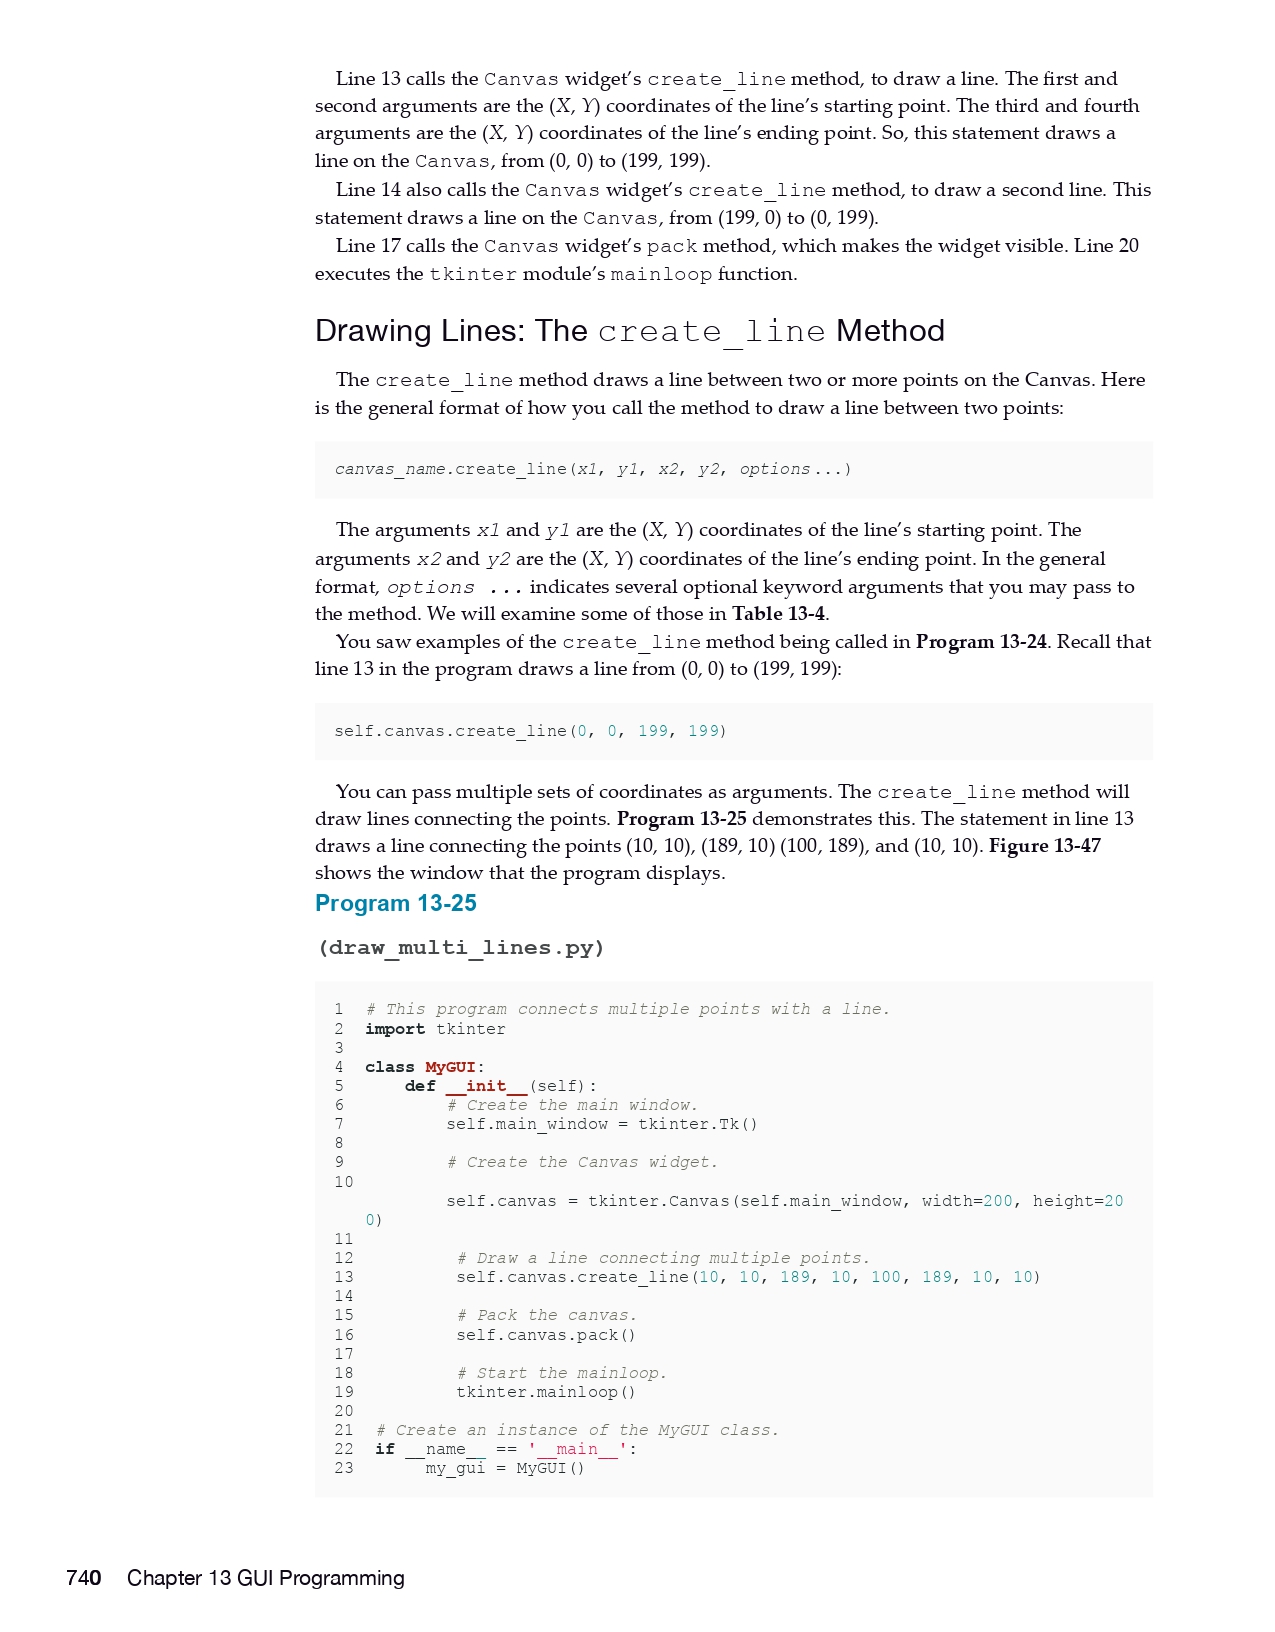 Line 13 calls the Canvas widget’s create_line method, to draw a line. The first and
second arguments are the (X, Y) coordinates of the line’s starting point. The third and fourth
arguments are the (X, Y) coordinates of the line’s ending point. So, this statement draws a
line on the Canvas, from (0, 0) to (199, 199).
Line 14 also calls the Canvas widget’s create_line method, to draw a second line. This
statement draws a line on the Canvas, from (199, 0) to (0, 199).
Line 17 calls the Canvas widget’s pack method, which makes the widget visible. Line 20
executes the tkinter module’s mainloop function.
Drawing Lines: The create_line Method
The create_line method draws a line between two or more points on the Canvas. Here
is the general format of how you call the method to draw a line between two points:
canvas_name.create_line(x1, y1, x2, y2, options...)
The arguments x1 and y1 are the (X, Y) coordinates of the line’s starting point. The
arguments x2 and y2 are the (X, Y) coordinates of the line’s ending point. In the general
format, options ... indicates several optional keyword arguments that you may pass to
the method. We will examine some of those in Table 13-4.
You saw examples of the create_line method being called in Program 13-24. Recall that
line 13 in the program draws a line from (0, 0) to (199, 199):
self.canvas.create_line(0, 0, 199, 199)
You can pass multiple sets of coordinates as arguments. The create_line method will
draw lines connecting the points. Program 13-25 demonstrates this. The statement in line 13
draws a line connecting the points (10, 10), (189, 10) (100, 189), and (10, 10). Figure 13-47
shows the window that the program displays.
Program 13-25
(draw_multi_lines.py)
1 # This program connects multiple points with a line.
2 import tkinter
3
4 class MyGUI:
5     def __init__(self):
6         # Create the main window.
7         self.main_window = tkinter.Tk()
8
9         # Create the Canvas widget.
10
        self.canvas = tkinter.Canvas(self.main_window, width=200, height=20
0)
11
12         # Draw a line connecting multiple points.
13         self.canvas.create_line(10, 10, 189, 10, 100, 189, 10, 10)
14
15         # Pack the canvas.
16         self.canvas.pack()
17
18         # Start the mainloop.
19         tkinter.mainloop()
20
21 # Create an instance of the MyGUI class.
22 if __name__ == '__main__':
23     my_gui = MyGUI()
740 Chapter 13 GUI Programming